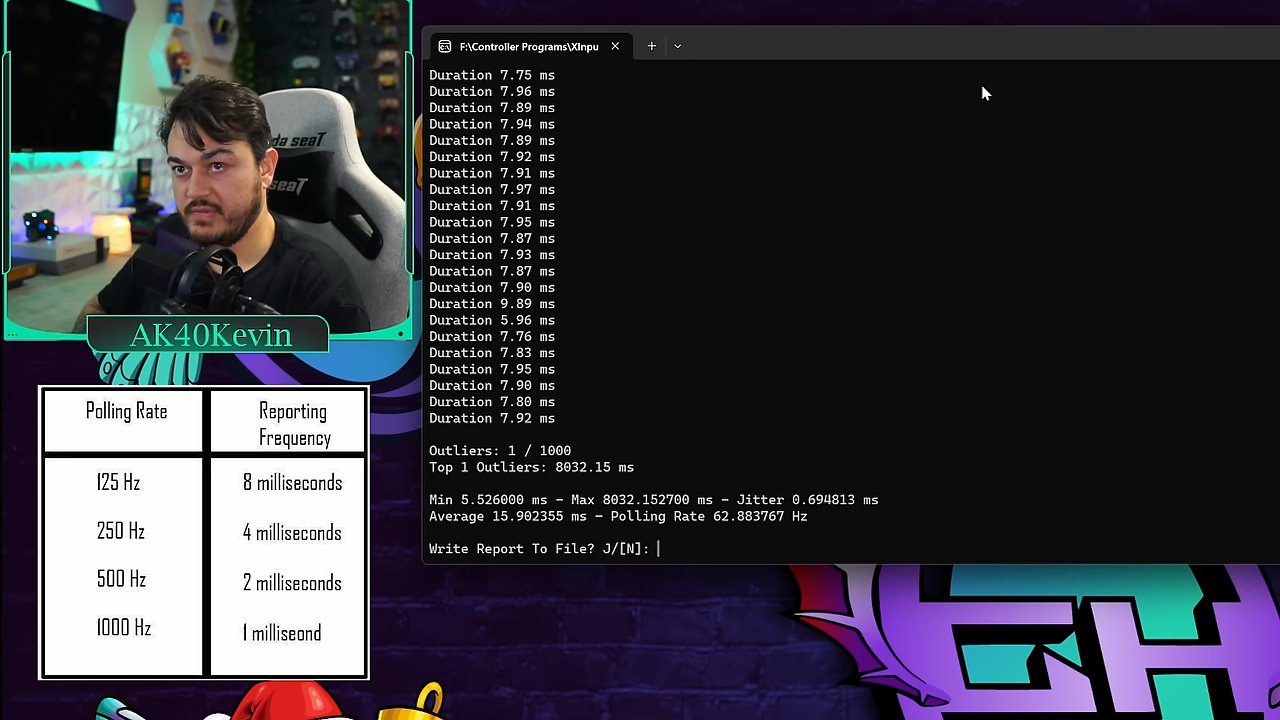 da seaT
seaT
AK40Kevin
Polling Rate
Reporting
Frequency
125 Hz
8 milliseconds
250 Hz
4 milliseconds
500 Hz
2 milliseconds
1000 Hz
1 milliseond
F:\Controller Programs\XInpu
Duration 7.75 ms
Duration 7.96 ms
Duration 7.89 ms
Duration 7.94 ms
Duration 7.89 ms
Duration 7.92 ms
Duration 7.91 ms
Duration 7.97 ms
Duration 7.91 ms
Duration 7.95 ms
Duration 7.87 ms
Duration 7.93 ms
Duration 7.87 ms
Duration 7.90 ms
Duration 9.89 ms
Duration 5.96 ms
Duration 7.76 ms
Duration 7.83 ms
Duration 7.95 ms
Duration 7.90 ms
Duration 7.80 ms
Duration 7.92 ms
Outliers: 1 / 1000
Top 1 Outliers: 8032.15 ms
Min 5.526000 ms - Max 8032.152700 ms - Jitter 0.694813 ms
Average 15.902355 ms - Polling Rate 62.883767 Hz
Write Report To File? J/[N]: